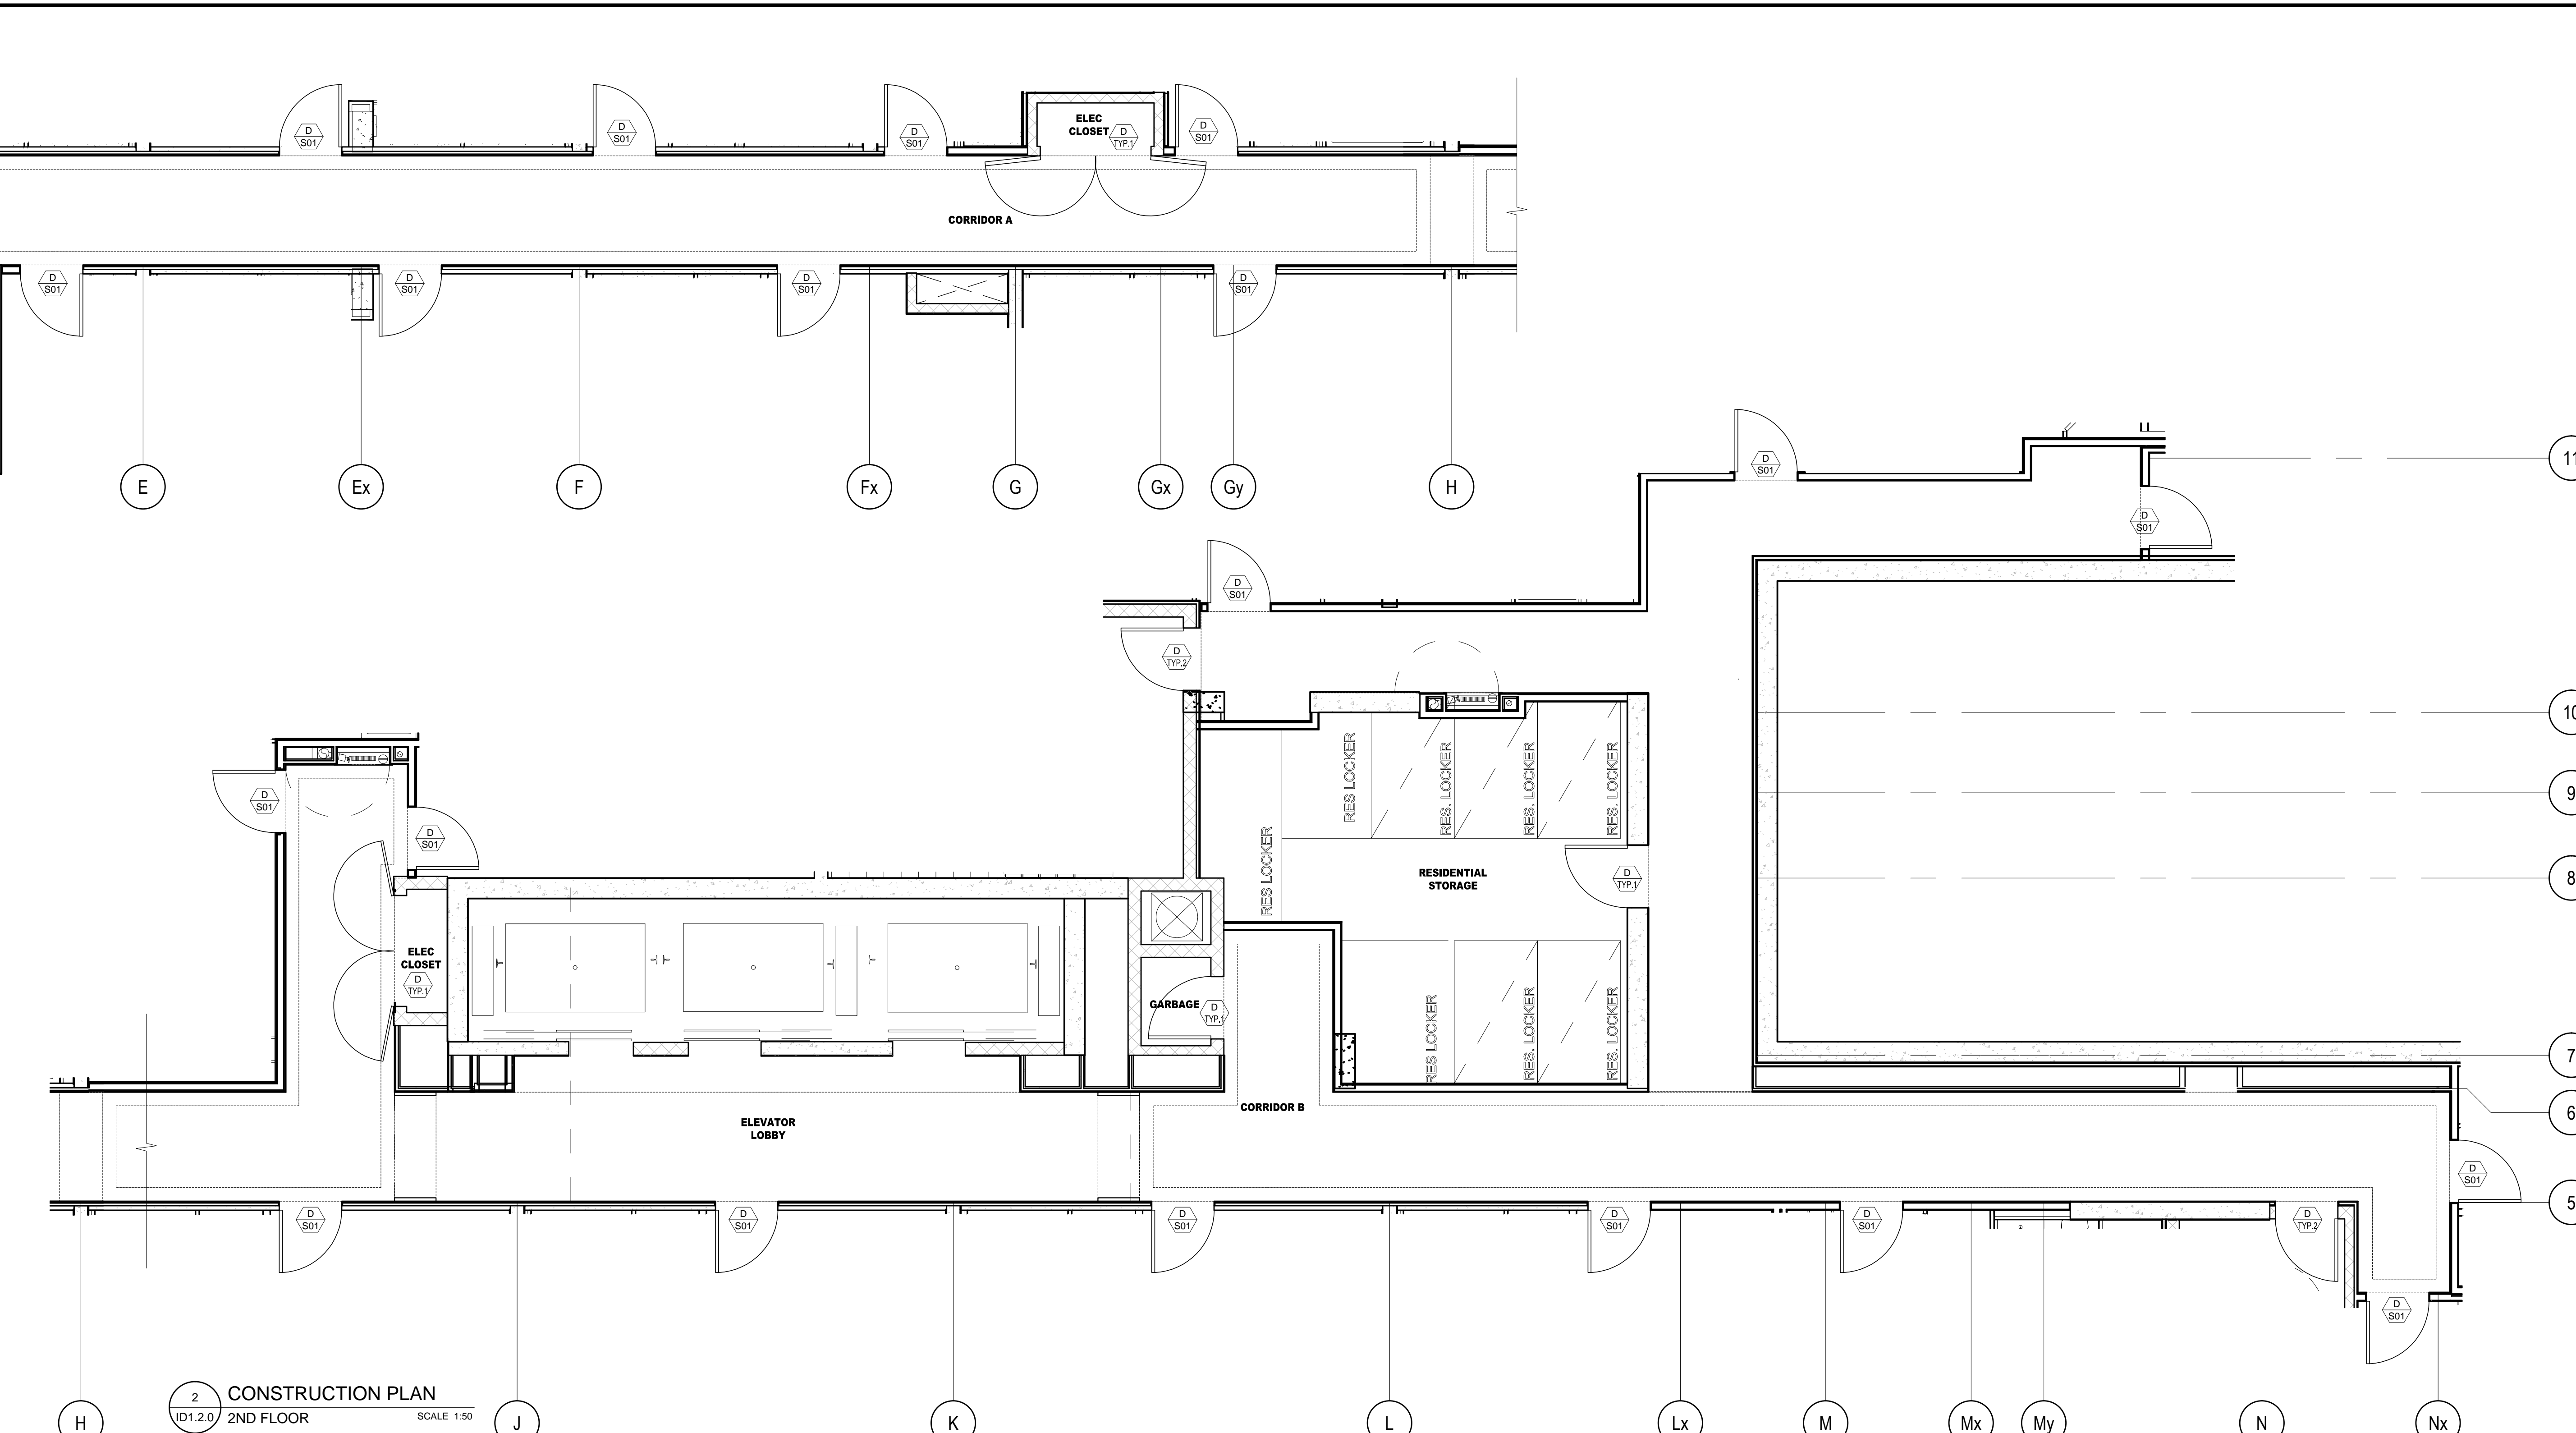 D
S01
D
S01
D
S01
ELEC
CLOSET
D
TYP.1
D
S01
CORRIDOR A
D
S01
D
S01
D
S01
D
S01
E
Ex
F
Fx
G
Gx
Gy
H
D
S01
11
D
S01
D
S01
D
TYP.2
10
RES LOCKER
RES. LOCKER
RES. LOCKER
RES. LOCKER
D
S01
9
D
S01
RES LOCKER
RESIDENTIAL
STORAGE
D
TYP.1
8
ELEC
CLOSET
D
TYP.1
GARBAGE
D
TYP.1
RES LOCKER
RES. LOCKER
RES. LOCKER
7
CORRIDOR B
6
ELEVATOR
LOBBY
D
S01
5
D
S01
D
S01
D
S01
D
S01
D
S01
D
TYP.2
D
S01
2
ID1.2.0
CONSTRUCTION PLAN
2ND FLOOR
SCALE 1:50
H
J
K
L
Lx
M
Mx
My
N
Nx